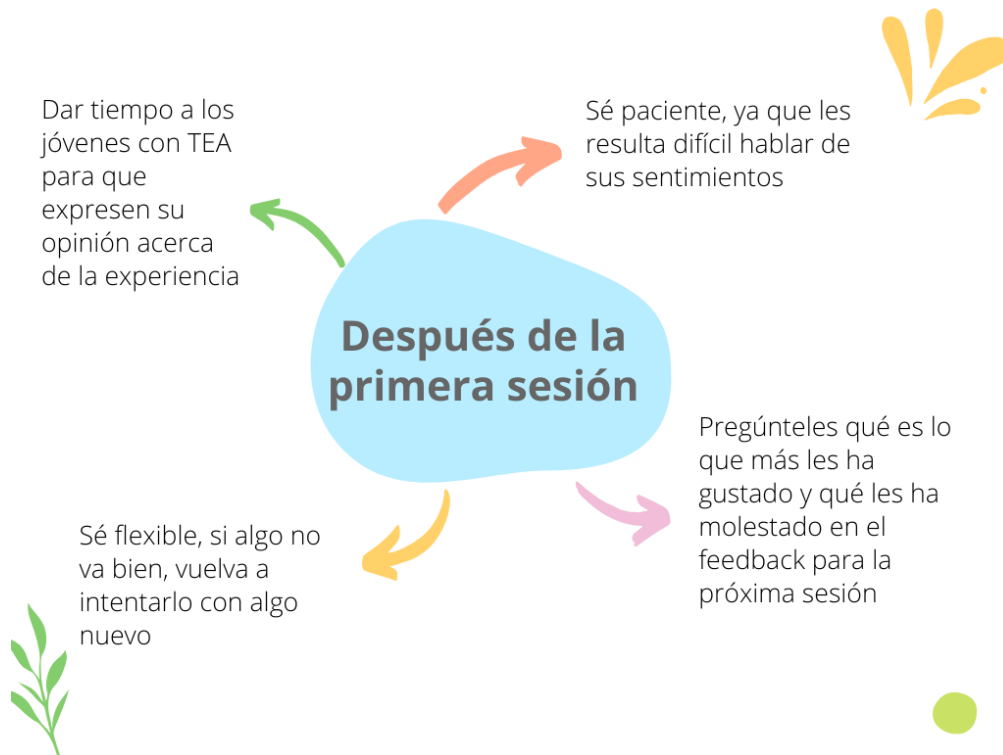 Dar tiempo a los
jóvenes con TEA
para que
expresen su
opinión acerca
de la experiencia
Sé paciente, ya que les
resulta difícil hablar de
sus sentimientos
Después de la
primera sesión
Pregúnteles qué es lo
que más les ha
gustado y qué les ha
molestado en el
feedback para la
próxima sesión
Sé flexible, si algo no
va bien, vuelva a
intentarlo con algo
nuevo